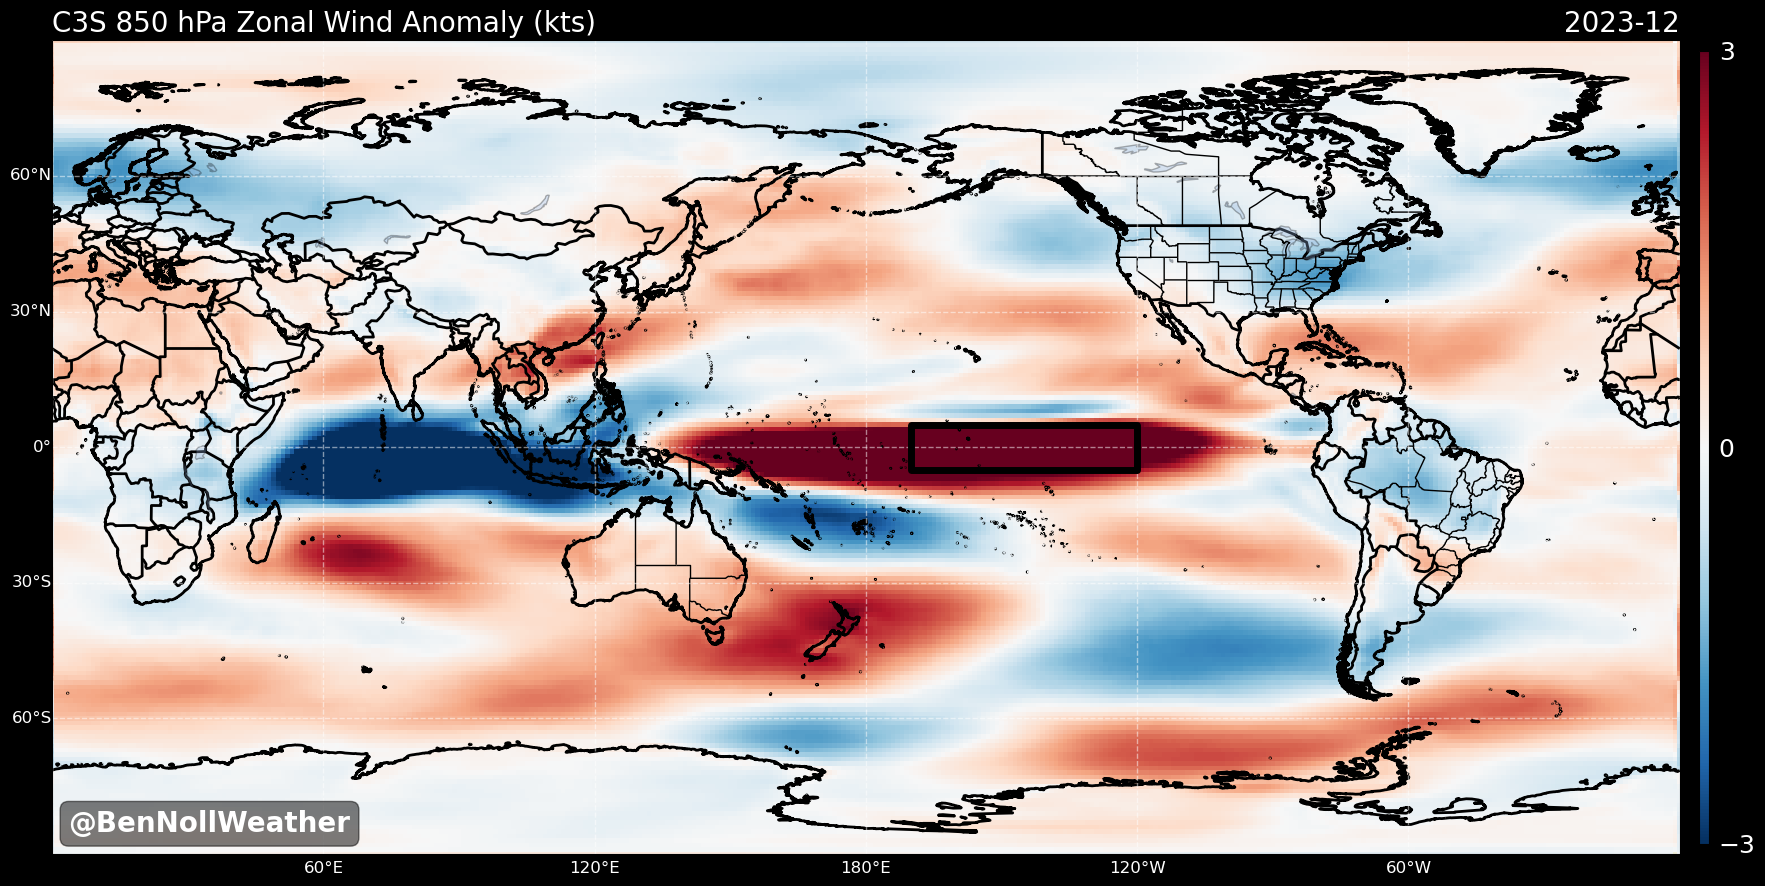 C3S 850 hPa Zonal Wind Anomaly (kts)
2023-12
3
0
−3
60°N
30°N
0°
30°S
60°S
60°E
120°E
180°E
120°W
60°W
@BenNollWeather